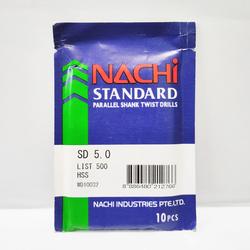 NACHi
STANDARD
PARALLEL SHANK TWIST DRILLS
SD 5.0
LIST 500
HSS
NACHI INDUSTRIES PTE.LTD.
10PCS